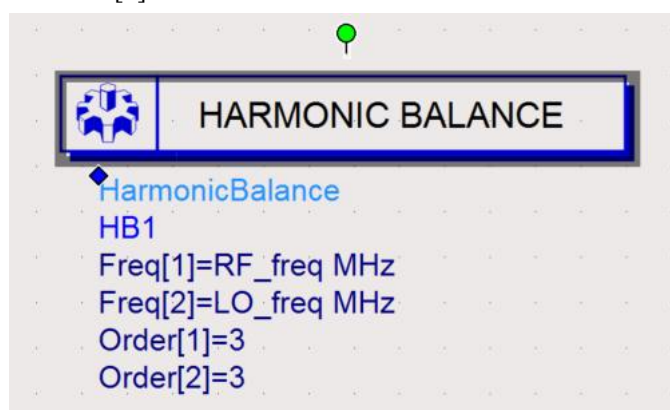 HARMONIC BALANCE
HarmonicBalance
HB1
Freq[1]=RF_freq MHz
Freq[2]=LO_freq MHz
Order[1]=3
Order[2]=3